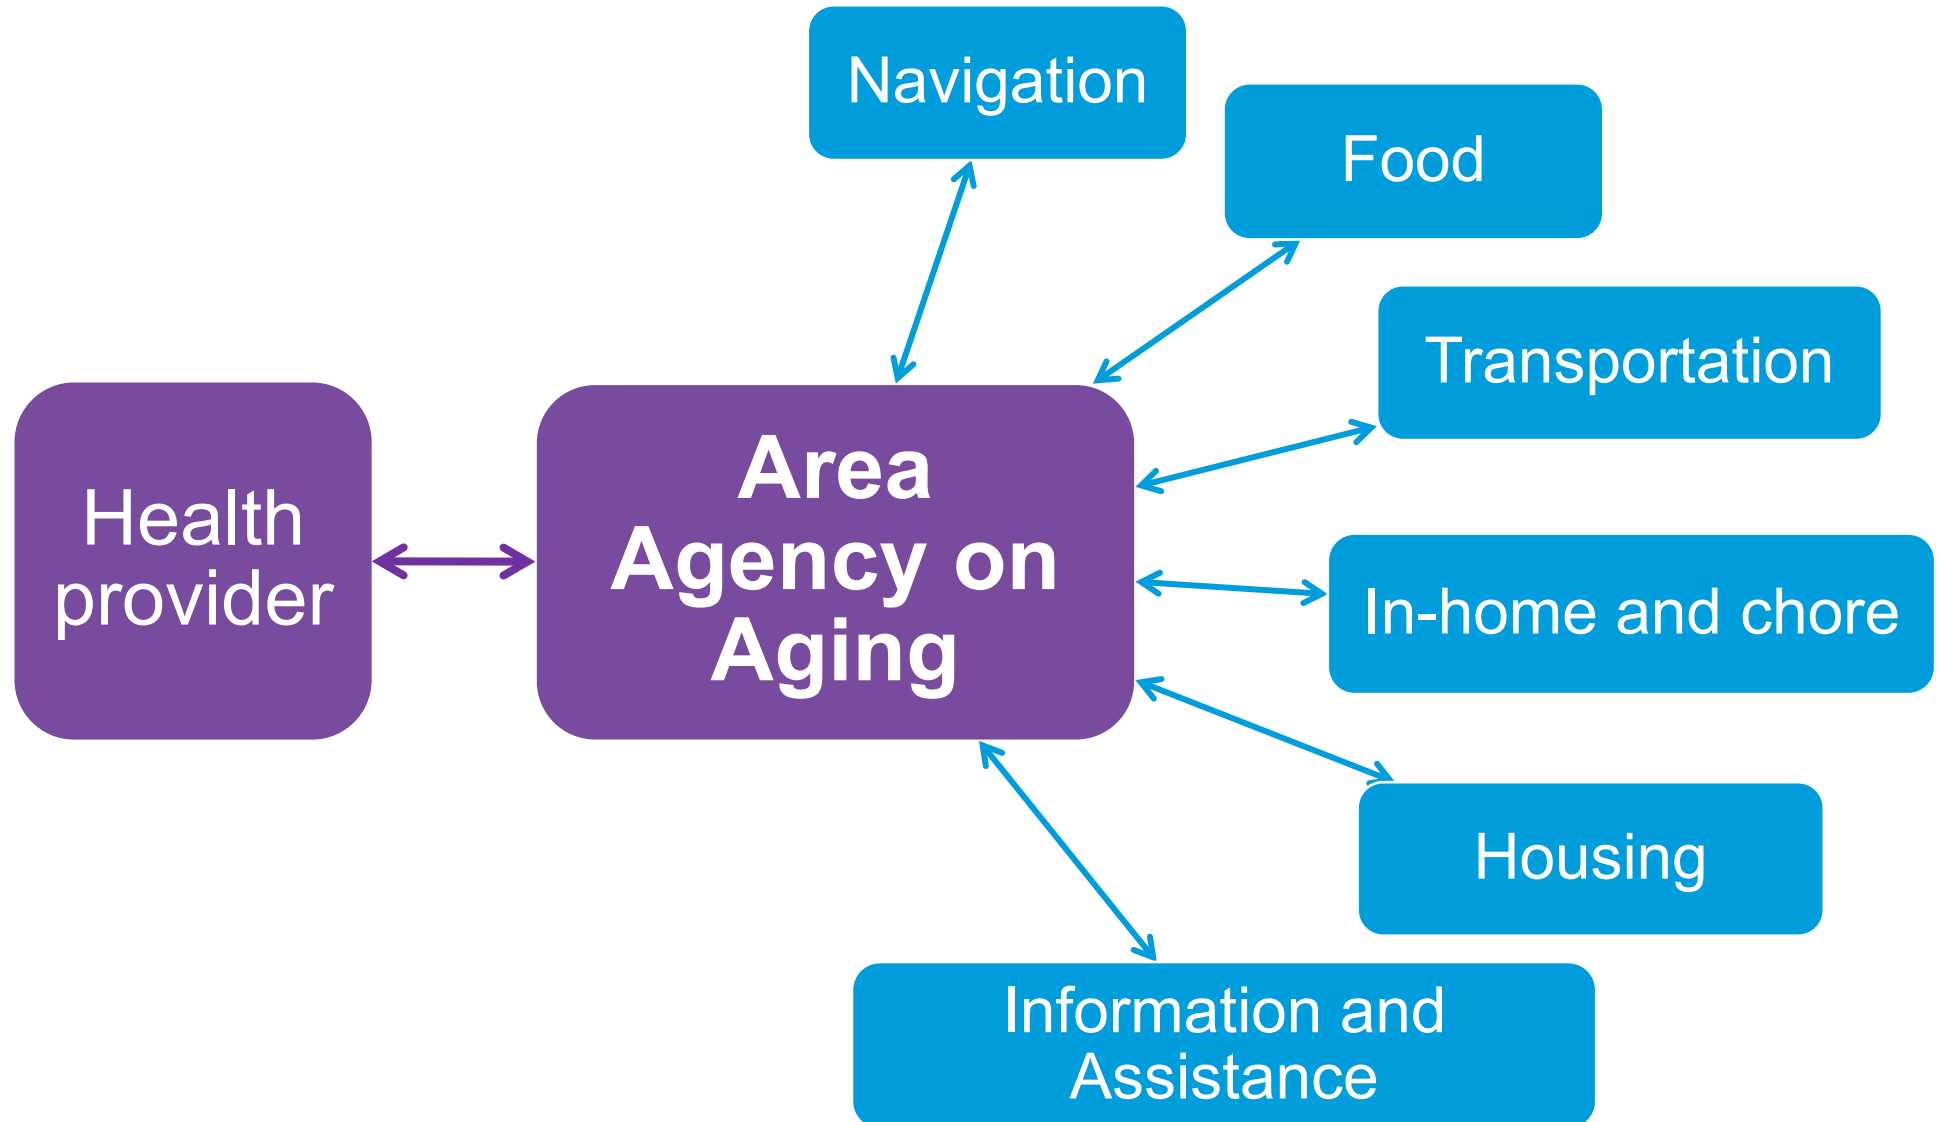 Navigation
Food
Transportation
Health
provider
Area
Agency on
Aging
In-home and chore
Housing
Information and
Assistance